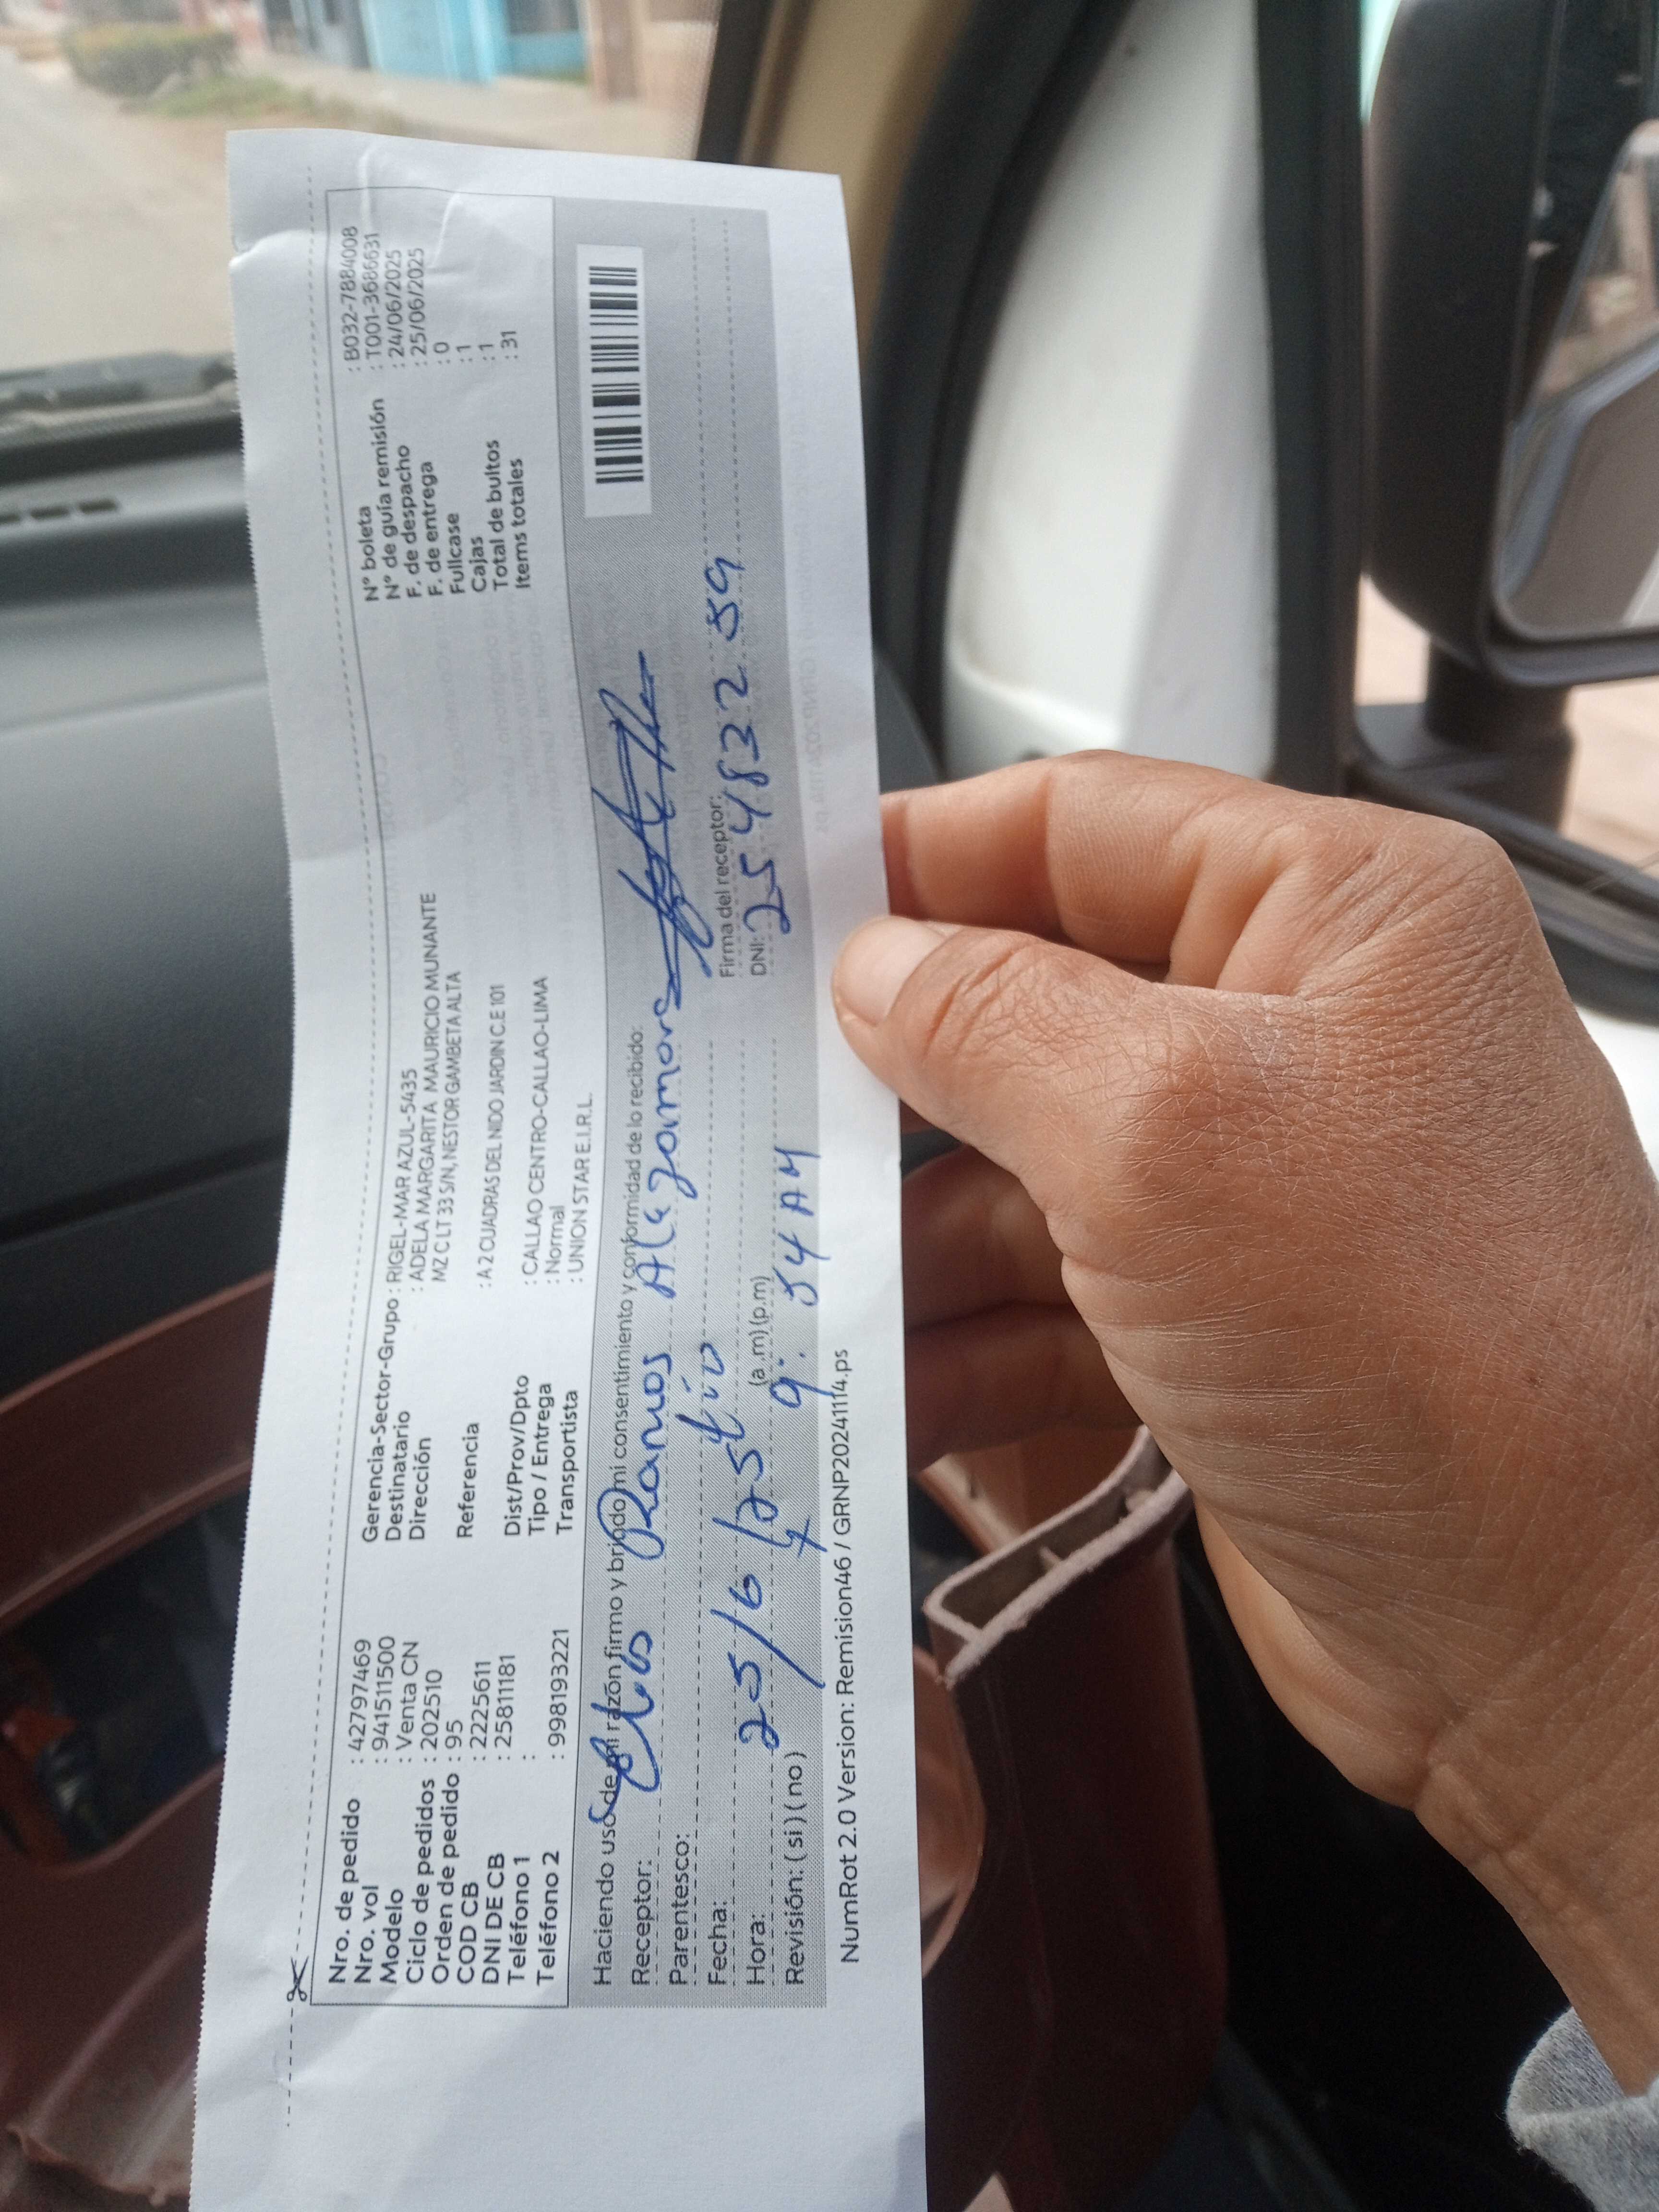 Nro. de pedido : 42797469
Nro. vol : 941511500
Modelo : Venta CN
Ciclo de pedidos : 202510
Orden de pedido : 95
COD CB : 2225611
DNI DE CB : 25811181
Teléfono 1 :
Teléfono 2 : 998193221
Gerencia-Sector-Grupo : RIGEL-MAR AZUL-5435
Destinatario : ADELA MARGARITA MAURICIO MUNANTE
Dirección MZ C LT 33 S/N, NESTOR GAMBETA ALTA
Referencia : A 2 CUADRAS DEL NIDO JARDIN C.E 101
Dist/Prov/Dpto : CALLAO CENTRO-CALLAO-LIMA
Tipo / Entrega : Normal
Transportista : UNION STAR E.I.R.L.
N° boleta : B032-7884008
N° de guía remisión : T001-3686631
F. de despacho : 24/06/2025
F. de entrega : 25/06/2025
Fullcase : 0
Cajas : 1
Total de bultos : 1
Items totales : 31
Haciendo uso de mi razón firmo y brindo mi consentimiento y conformidad de lo recibido:
Receptor: Ramos
Parentesco: tio
Fecha: 25/6/25
Hora: (a.m)(p.m) 9:54 AM
Revisión: (si)(no)
Firma del receptor:
DNI: 25483289
NumRot 2.0 Version: Remision46 / GRNP20241114.ps